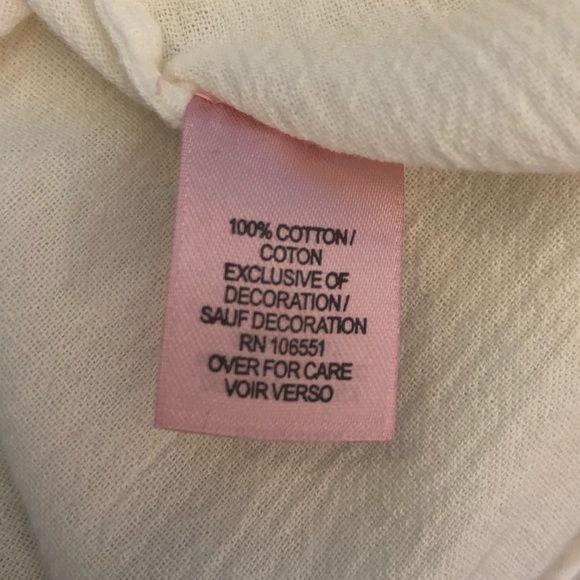 100% COTTON/
COTON
EXCLUSIVE OF
DECORATION/
SAUF DECORATION
RN 106551
OVER FOR CARE
VOIR VERSO